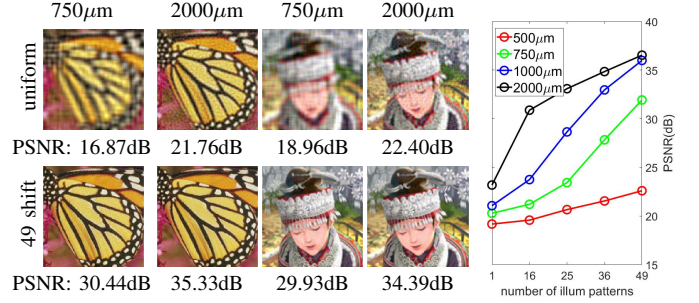 750μm 2000μm 750μm 2000μm
uniform
PSNR: 16.87dB 21.76dB 18.96dB 22.40dB
49 shift
PSNR: 30.44dB 35.33dB 29.93dB 34.39dB
500μm
750μm
1000μm
2000μm
40
35
30
25
20
15
PSNR(dB)
1 16 25 36 49
number of illum patterns